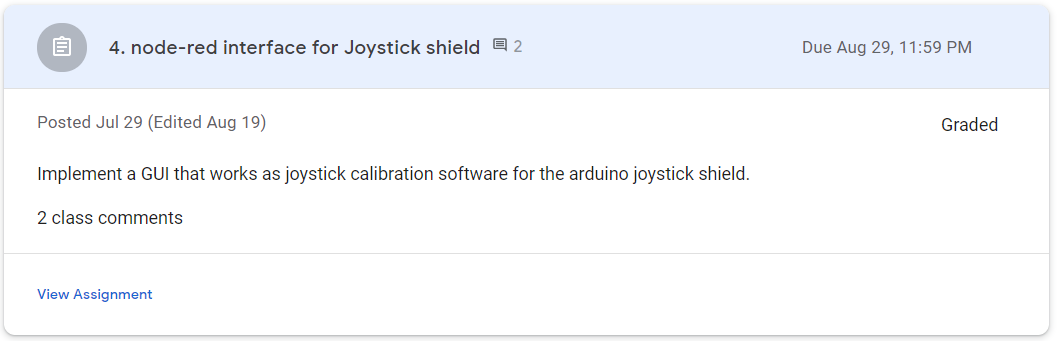 4. node-red interface for Joystick shield 2 Due Aug 29, 11:59 PM
Posted Jul 29 (Edited Aug 19) Graded
Implement a GUI that works as joystick calibration software for the arduino joystick shield.
2 class comments
View Assignment